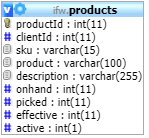 ifw.products
productId : int(11)
clientId : int(11)
sku : varchar(15)
product : varchar(100)
description : varchar(255)
onhand : int(11)
picked : int(11)
effective : int(11)
active : int(1)